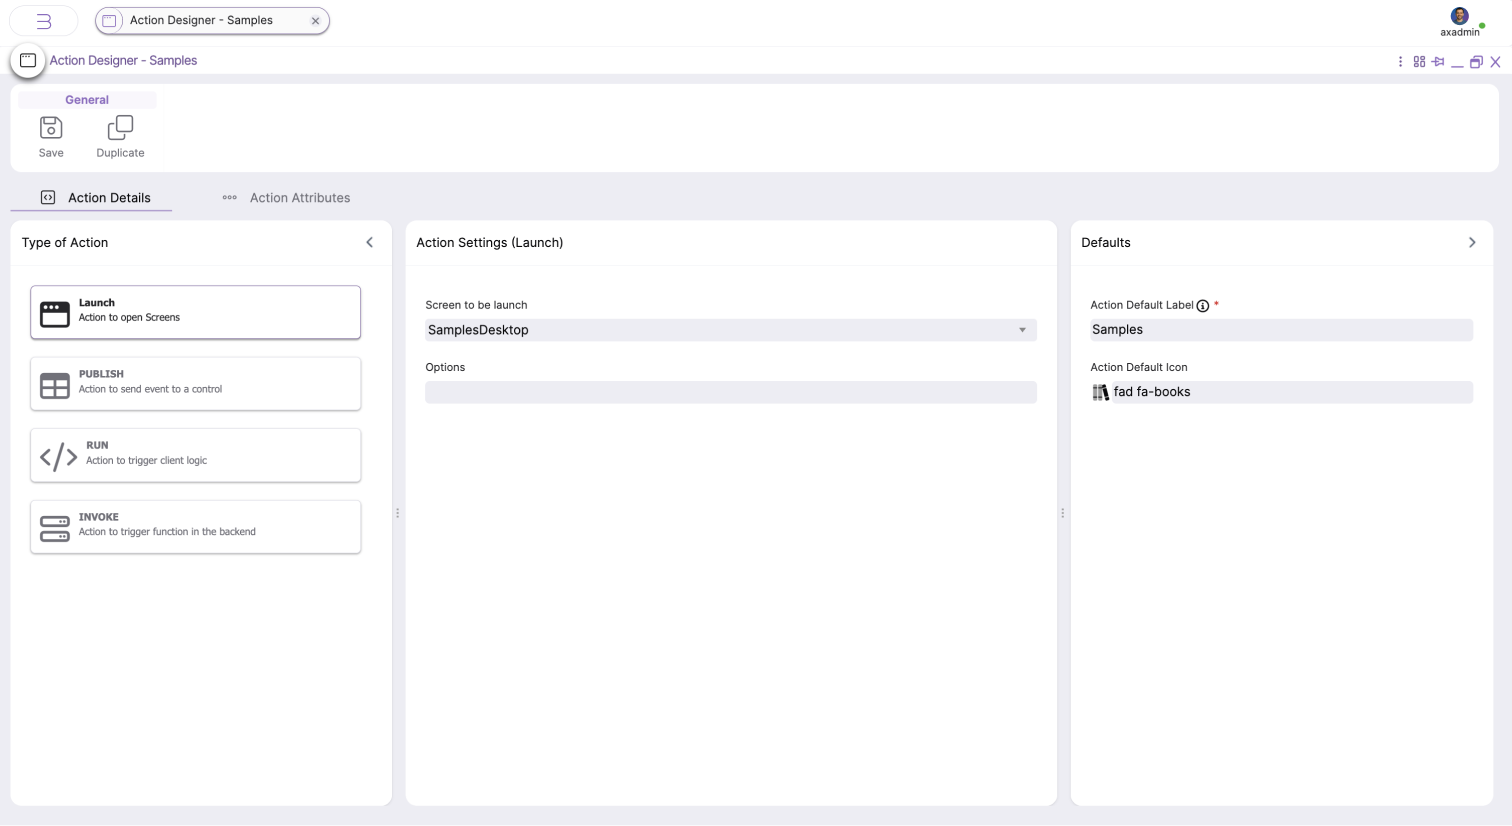 Action Designer - Samples
axadmin
Action Designer - Samples
General
Save
Duplicate
Action Details
Action Attributes
Type of Action
Launch
Action to open Screens
PUBLISH
Action to send event to a control
RUN
Action to trigger client logic
INVOKE
Action to trigger function in the backend
Action Settings (Launch)
Screen to be launch
SamplesDesktop
Options
Defaults
Action Default Label *
Samples
Action Default Icon
fad fa-books